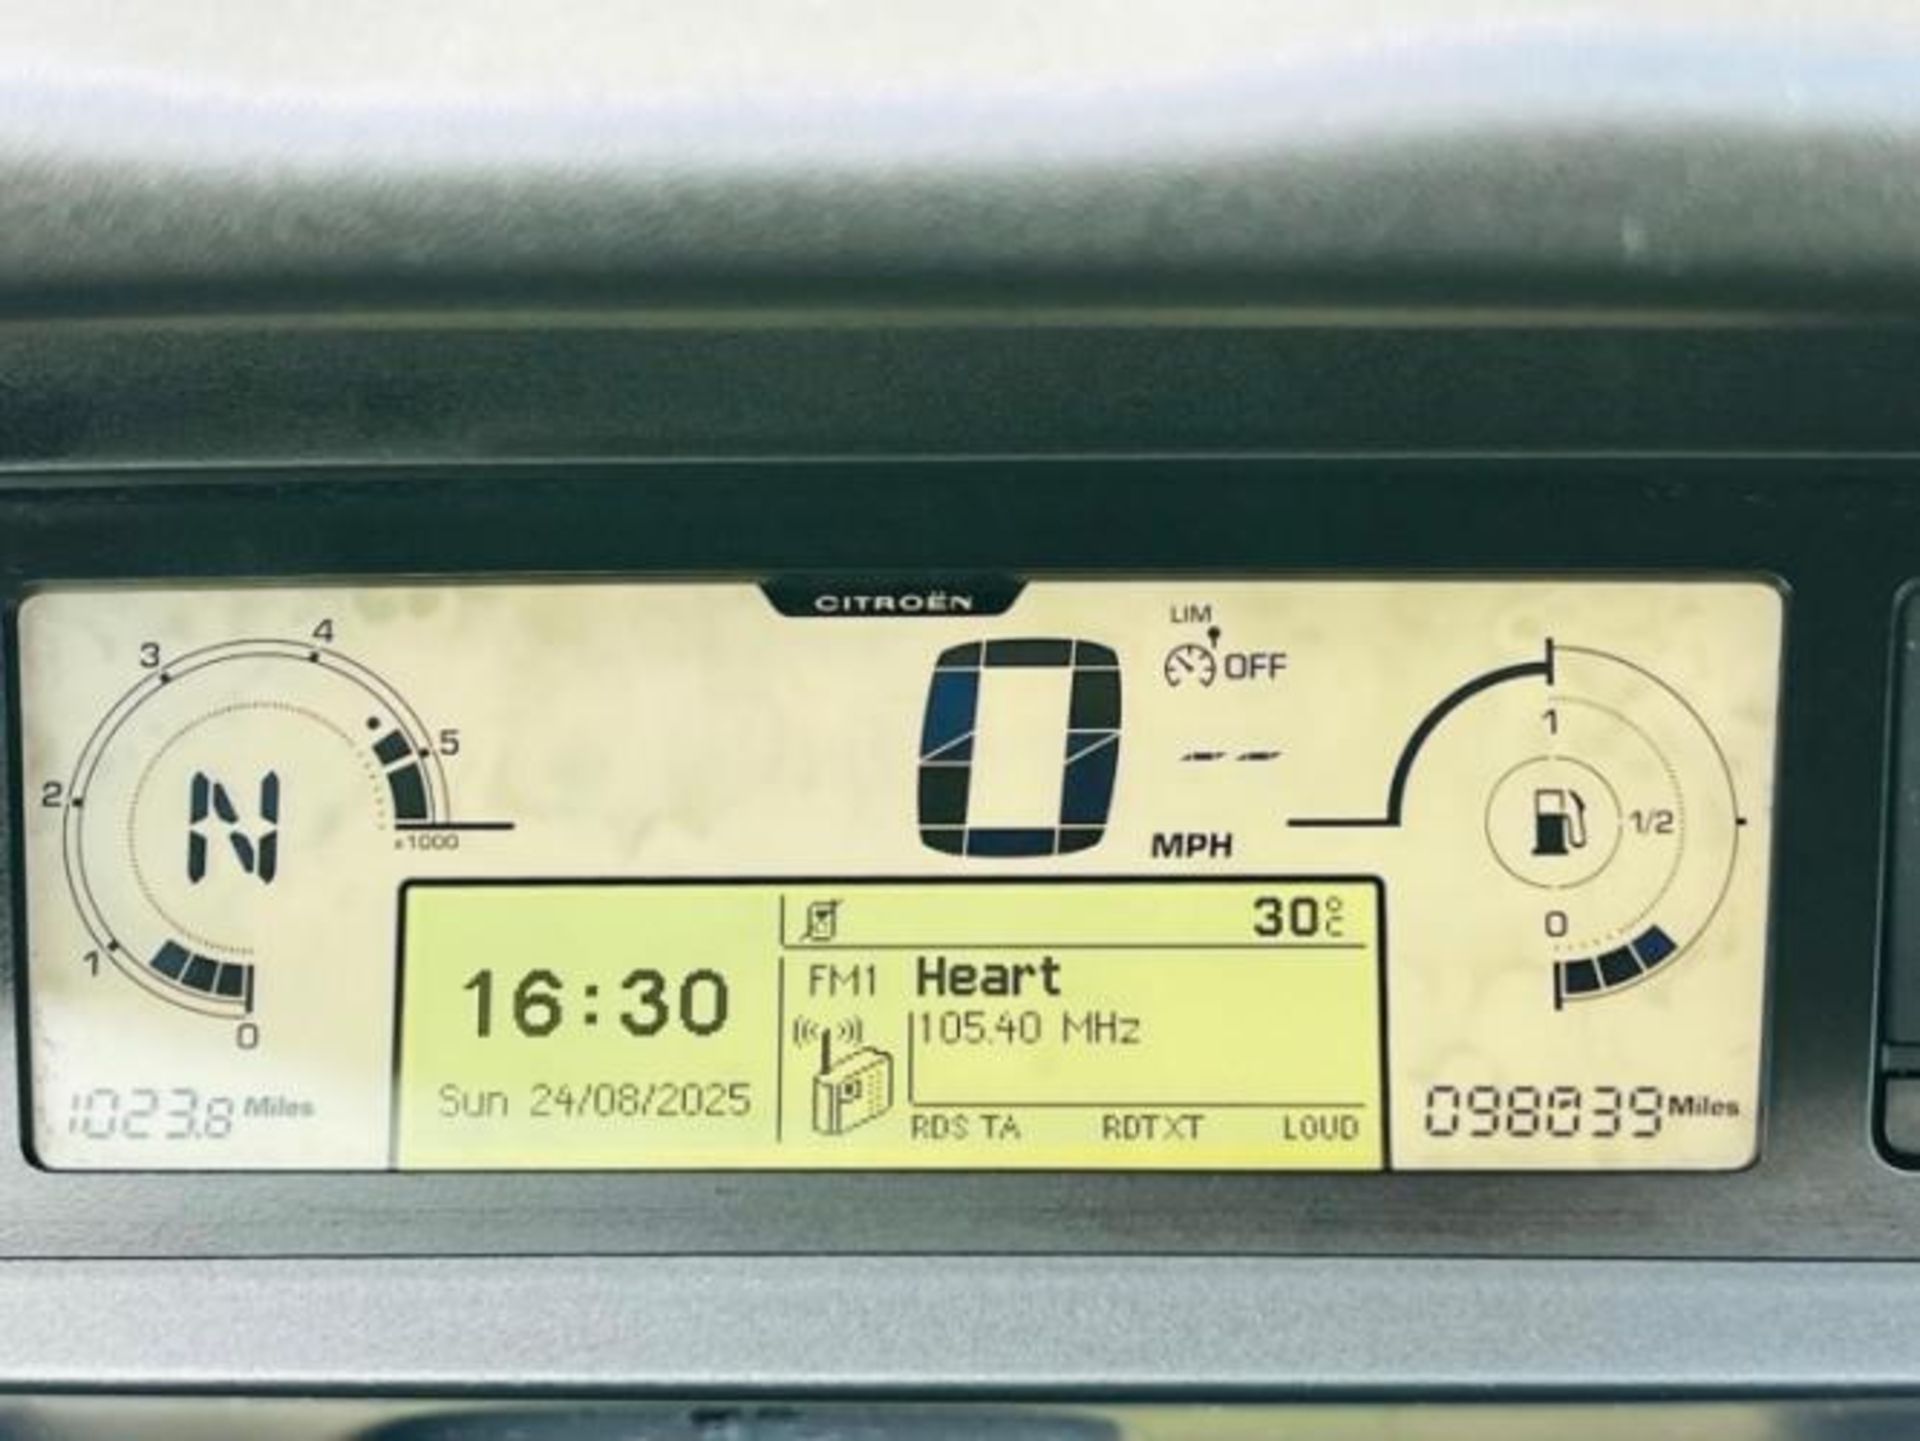 CITROËN
LIM
OFF
4
3
5
2
x1000
1
0
N
0
-- 
MPH
1
1/2
0
30°C
16:30
FM1 Heart
105.40 MHz
Sun 24/08/2025
RDS TA RDTXT LOUD
1023.8 Miles
098039 Miles